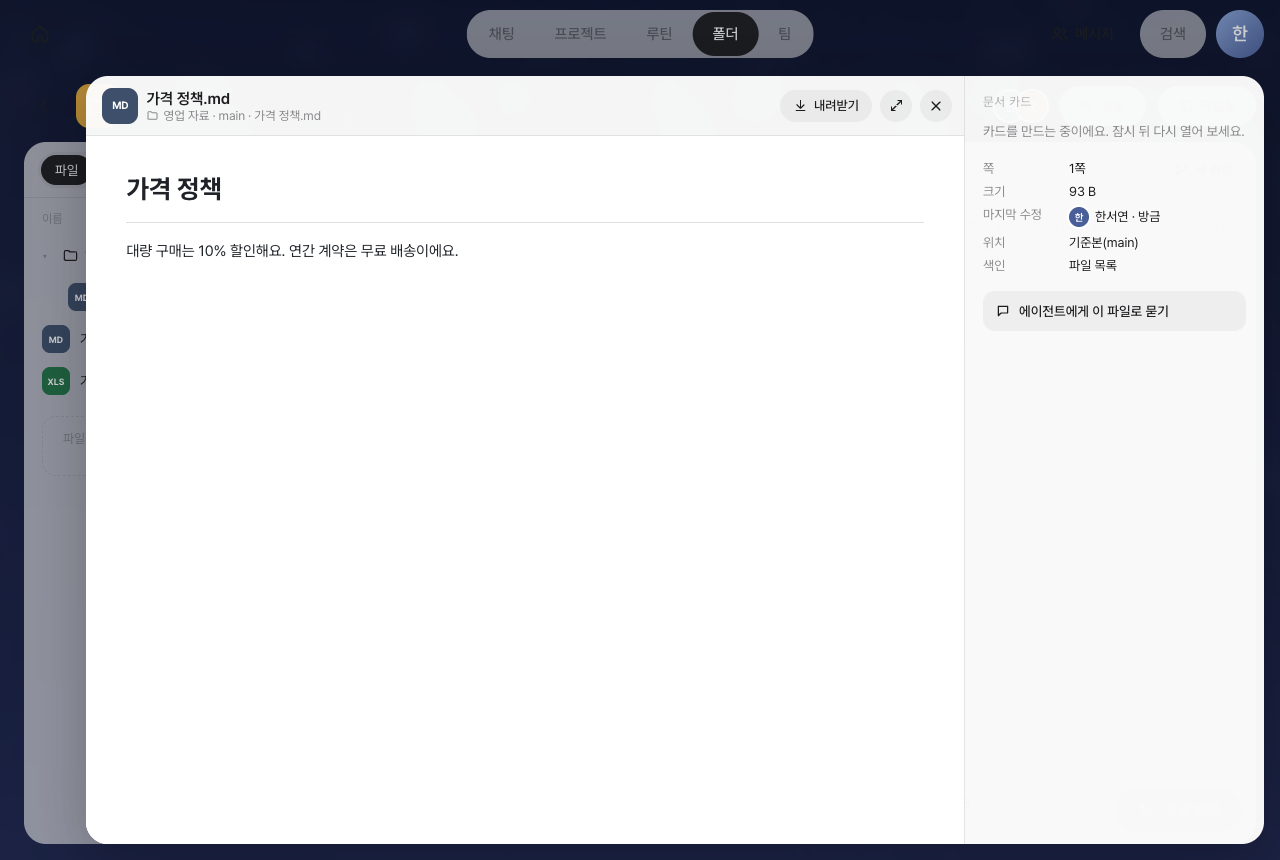 채팅
프로젝트
루틴
폴더
팀
메시지
검색
한
MD
가격 정책.md
영업 자료 · main · 가격 정책.md
내려받기
문서 카드
카드를 만드는 중이에요. 잠시 뒤 다시 열어 보세요.
쪽 1쪽
크기 93 B
마지막 수정 한 한서연 · 방금
위치 기준본(main)
색인 파일 목록
에이전트에게 이 파일로 묻기
가격 정책
대량 구매는 10% 할인해요. 연간 계약은 무료 배송이에요.
파일
이름
MD
MD
XLS
파일